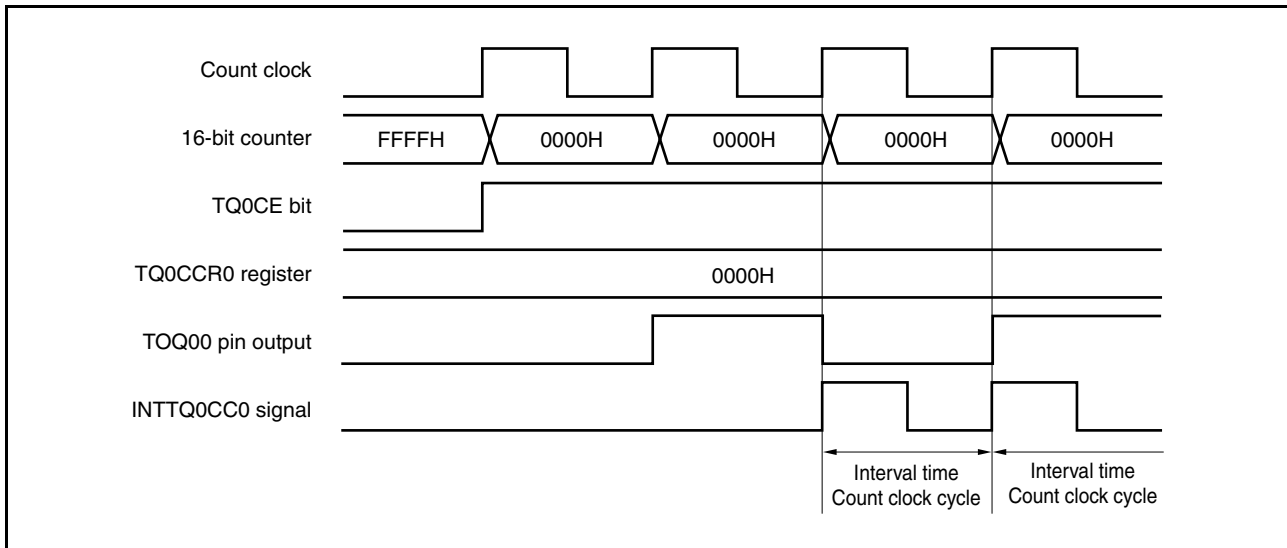 Count clock
16-bit counter
FFFFH
0000H
0000H
0000H
0000H
TQ0CE bit
TQ0CCR0 register
0000H
TOQ00 pin output
INTTQ0CC0 signal
Interval time
Count clock cycle
Interval time
Count clock cycle